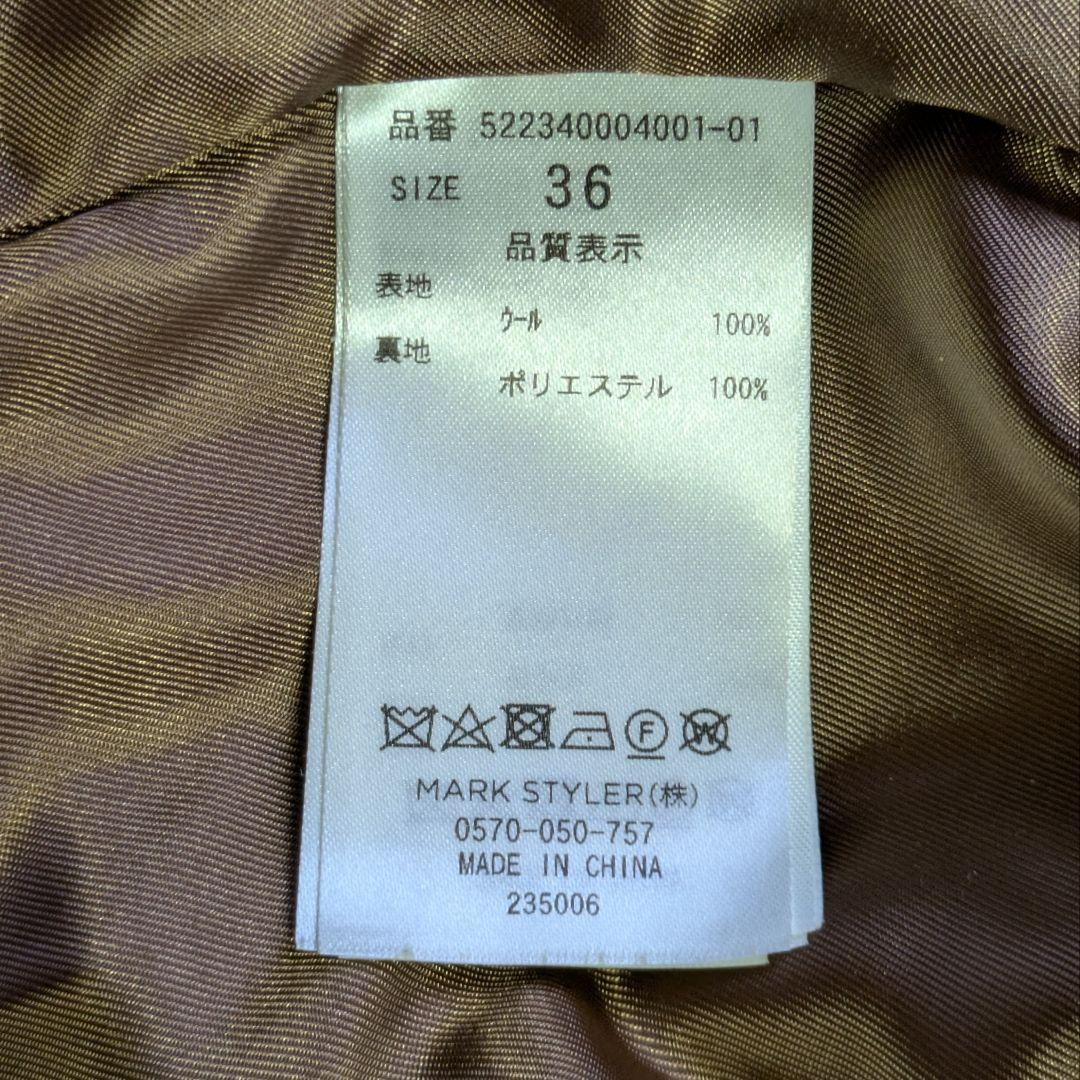 品番 522340004001-01
SIZE 36
品質表示
表地
ｳｰﾙ 100%
裏地
ポリエステル 100%
F W
MARK STYLER(株)
0570-050-757
MADE IN CHINA
235006